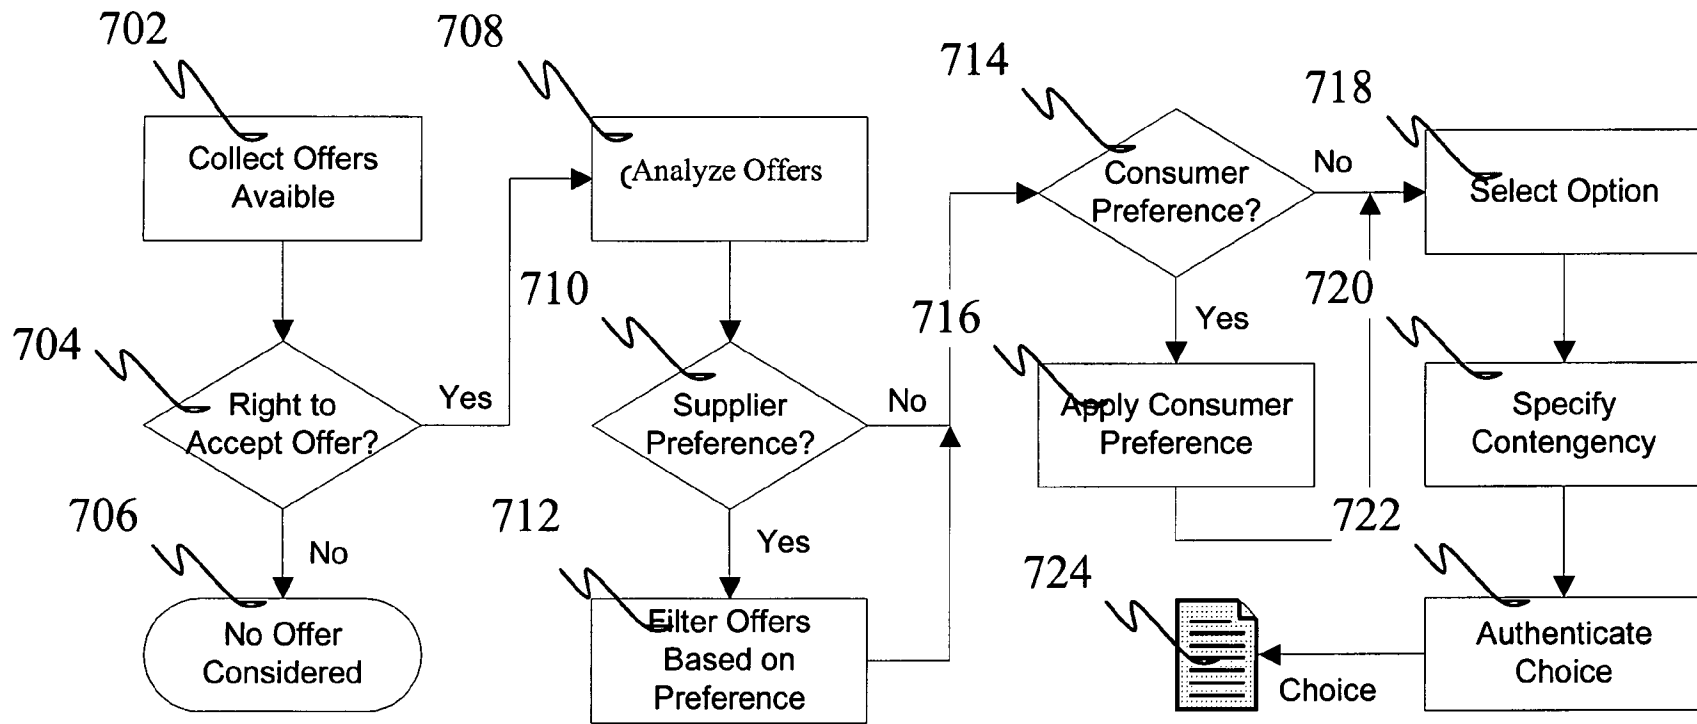 702
Collect Offers
Avaible
704
Right to
Accept Offer?
Yes
No
706
No Offer
Considered
708
(Analyze Offers
710
Supplier
Preference?
No
Yes
712
Filter Offers
Based on
Preference
714
Consumer
Preference?
No
Yes
716
Apply Consumer
Preference
718
Select Option
720
Specify
Contengency
722
Authenticate
Choice
Choice
724